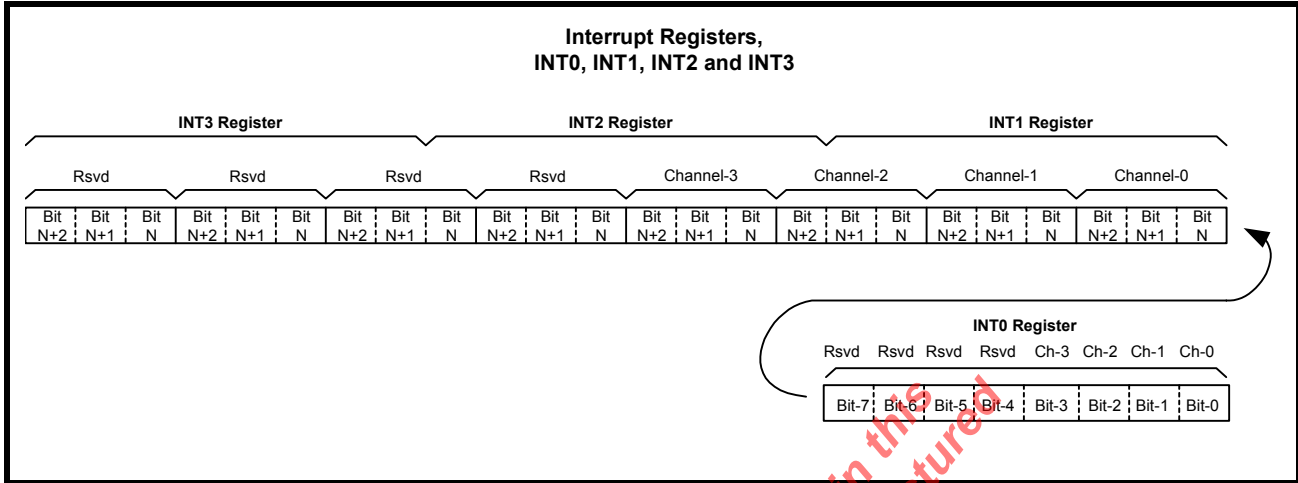 Interrupt Registers,
INT0, INT1, INT2 and INT3
INT3 Register INT2 Register INT1 Register
Rsvd Rsvd Rsvd Rsvd Channel-3 Channel-2 Channel-1 Channel-0
Bit Bit Bit Bit Bit Bit Bit Bit Bit Bit Bit Bit Bit Bit Bit Bit Bit Bit Bit Bit Bit Bit Bit Bit
N+2 N+1 N N+2 N+1 N N+2 N+1 N N+2 N+1 N N+2 N+1 N N+2 N+1 N N+2 N+1 N N+2 N+1 N
INT0 Register
Rsvd Rsvd Rsvd Rsvd Ch-3 Ch-2 Ch-1 Ch-0
Bit-7 Bit-6 Bit-5 Bit-4 Bit-3 Bit-2 Bit-1 Bit-0
in this